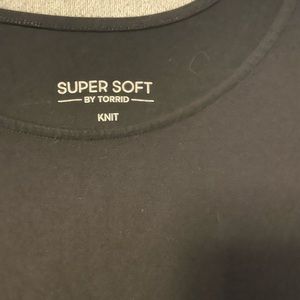 SUPER SOFT
BY TORRID
KNIT